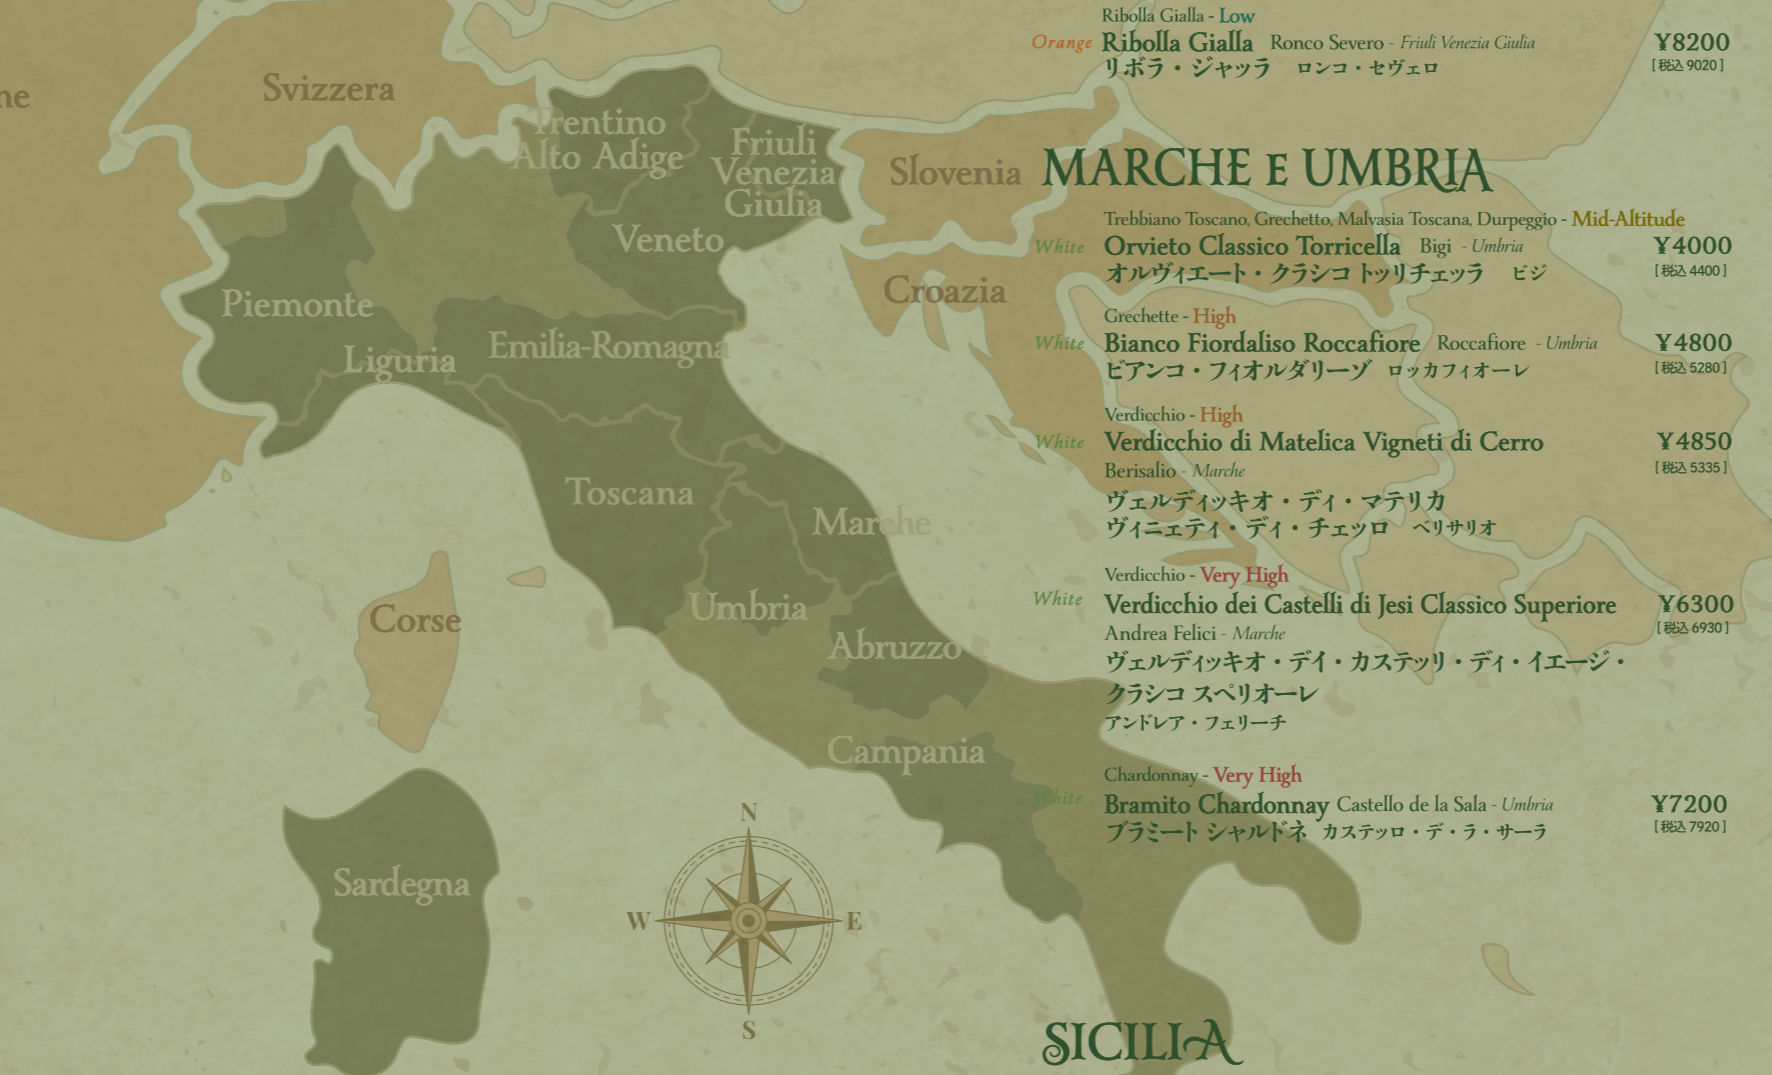 ne
Svizzera
Trentino
Alto Adige
Friuli
Venezia
Giulia
Slovenia
Veneto
Croazia
Piemonte
Liguria
Emilia-Romagna
Toscana
Marche
Umbria
Abruzzo
Corse
Campania
Sardegna
N
W
E
S
Ribolla Gialla - Low
Orange Ribolla Gialla Ronco Severo - Friuli Venezia Giulia ¥8200
リボラ・ジャッラ ロンコ・セヴェロ [税込 9020]
MARCHE E UMBRIA
Trebbiano Toscano, Grechetto, Malvasia Toscana, Durpeggio - Mid-Altitude
White Orvieto Classico Torricella Bigi - Umbria ¥4000
オルヴィエート・クラシコ トッリチェッラ ビジ [税込 4400]
Grechette - High
White Bianco Fiordaliso Roccafiore Roccafiore - Umbria ¥4800
ビアンコ・フィオルダリーゾ ロッカフィオーレ [税込 5280]
Verdicchio - High
White Verdicchio di Matelica Vigneti di Cerro ¥4850
Berisalio - Marche [税込 5335]
ヴェルディッキオ・ディ・マテリカ
ヴィニェティ・ディ・チェッロ ベリサリオ
Verdicchio - Very High
White Verdicchio dei Castelli di Jesi Classico Superiore ¥6300
Andrea Felici - Marche [税込 6930]
ヴェルディッキオ・デイ・カステッリ・ディ・イエージ・
クラシコ スペリオーレ
アンドレア・フェリーチ
Chardonnay - Very High
White Bramito Chardonnay Castello de la Sala - Umbria ¥7200
ブラミート シャルドネ カステッロ・デ・ラ・サーラ [税込 7920]
SICILIA